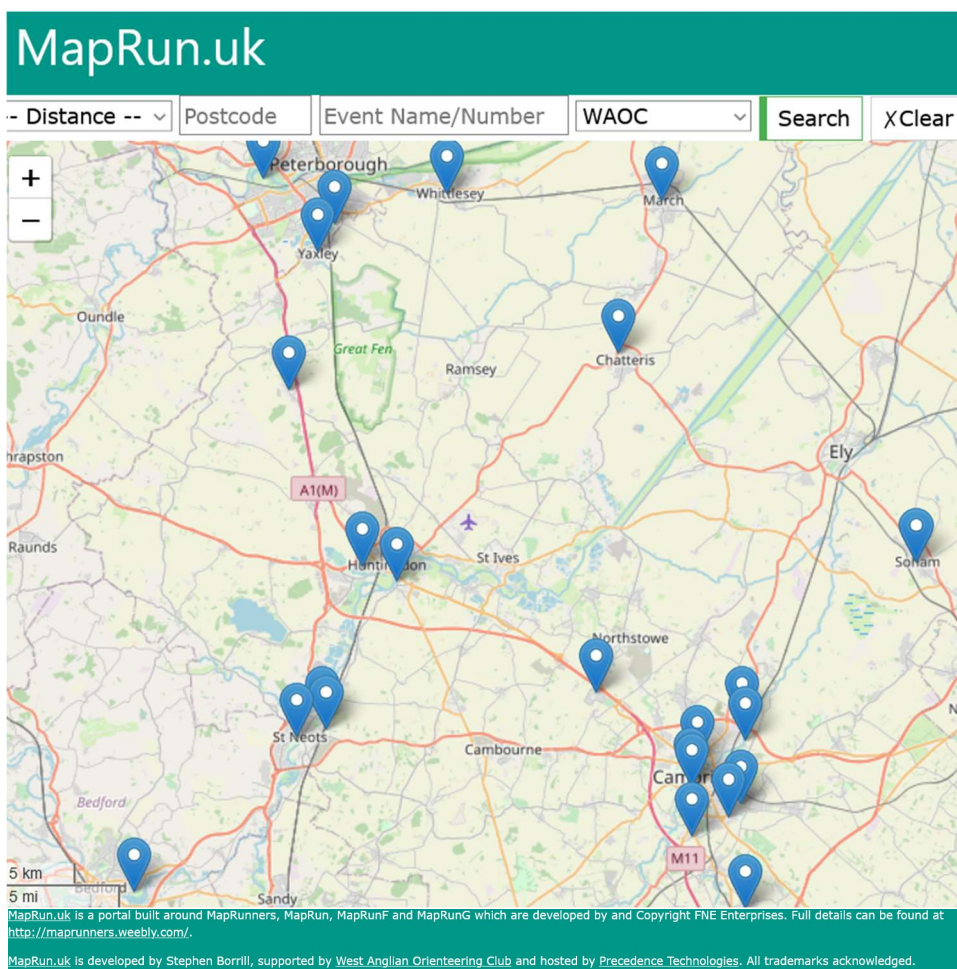 MapRun.uk
-- Distance --
Postcode
Event Name/Number
WAOC
Search
✗Clear
+
−
Peterborough
Whittlesey
March
Yaxley
Oundle
Great Fen
Ramsey
Chatteris
hrapston
Ely
A1(M)
Raunds
Huntingdon
St Ives
Soham
Northstowe
St Neots
Cambourne
Bedford
M11
5 km
5 mi
Bedford
Sandy
MapRun.uk is a portal built around MapRunners, MapRun, MapRunF and MapRunG which are developed by and Copyright FNE Enterprises. Full details can be found at
http://maprunners.weebly.com/.
MapRun.uk is developed by Stephen Borrill, supported by West Anglian Orienteering Club and hosted by Precedence Technologies. All trademarks acknowledged.